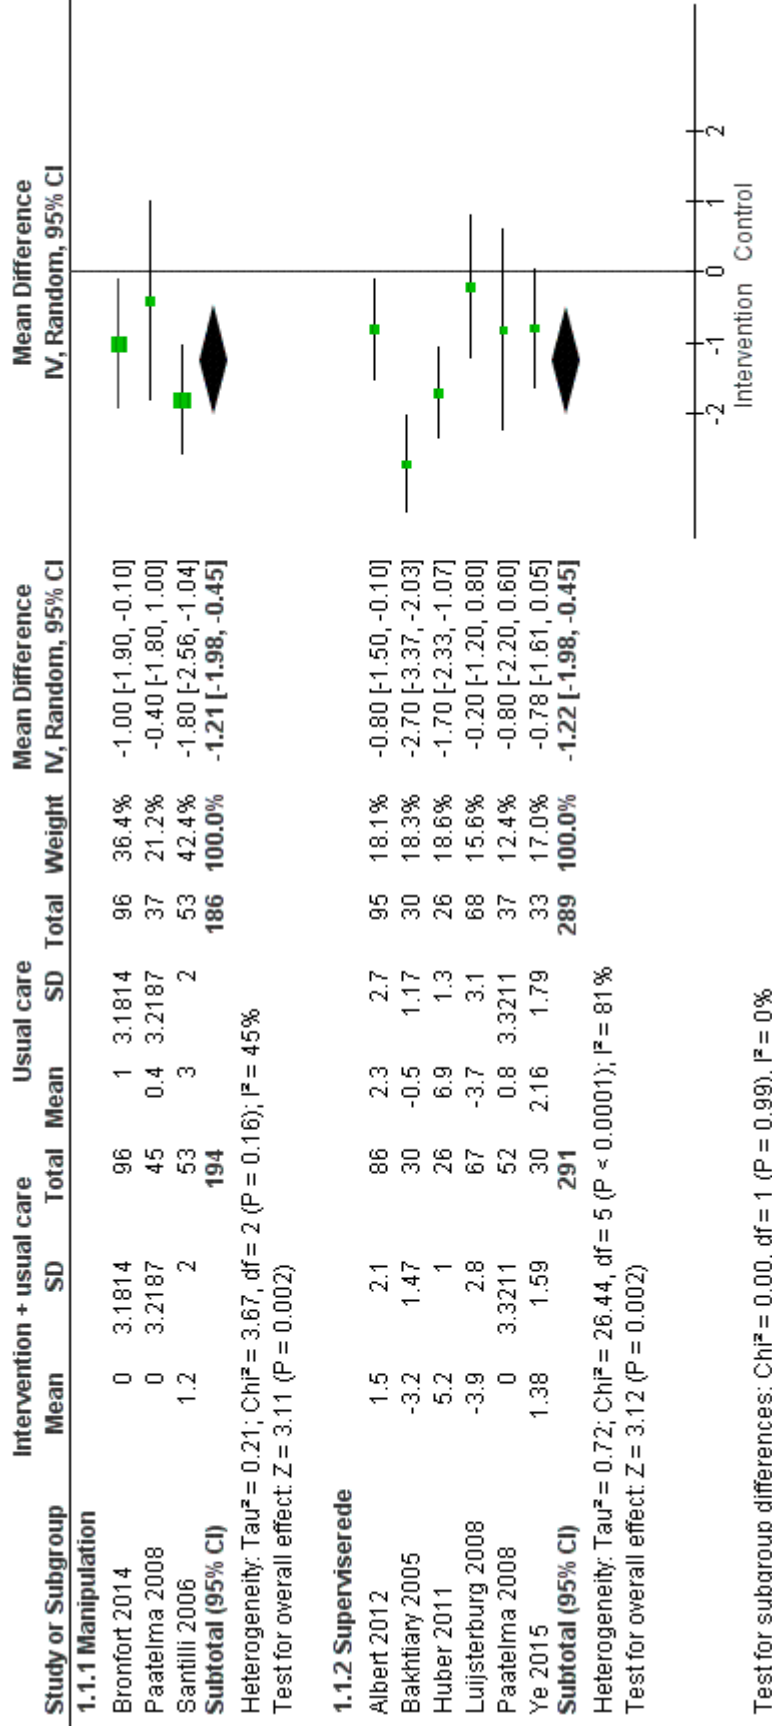 Intervention + usual care Usual care Mean Difference Mean Difference
Study or Subgroup Mean SD Total Mean SD Total Weight IV, Random, 95% CI IV, Random, 95% CI
1.1.1 Manipulation
Bronfort 2014 0 3.1814 96 1 3.1814 96 36.4% -1.00 [-1.90, -0.10]
Paatelma 2008 0 3.2187 45 0.4 3.2187 37 21.2% -0.40 [-1.80, 1.00]
Santilli 2006 1.2 2 53 3 2 53 42.4% -1.80 [-2.56, -1.04]
Subtotal (95% CI) 194 186 100.0% -1.21 [-1.98, -0.45]
Heterogeneity: Tau² = 0.21; Chi² = 3.67, df = 2 (P = 0.16); I² = 45%
Test for overall effect: Z = 3.11 (P = 0.002)
1.1.2 Superviserede
Albert 2012 1.5 2.1 86 2.3 2.7 95 18.1% -0.80 [-1.50, -0.10]
Bakhtiary 2005 -3.2 1.47 30 -0.5 1.17 30 18.3% -2.70 [-3.37, -2.03]
Huber 2011 5.2 1 26 6.9 1.3 26 18.6% -1.70 [-2.33, -1.07]
Luijsterburg 2008 -3.9 2.8 67 -3.7 3.1 68 15.6% -0.20 [-1.20, 0.80]
Paatelma 2008 0 3.3211 52 0.8 3.3211 37 12.4% -0.80 [-2.20, 0.60]
Ye 2015 1.38 1.59 30 2.16 1.79 33 17.0% -0.78 [-1.61, 0.05]
Subtotal (95% CI) 291 289 100.0% -1.22 [-1.98, -0.45]
Heterogeneity: Tau² = 0.72; Chi² = 26.44, df = 5 (P < 0.0001); I² = 81%
Test for overall effect: Z = 3.12 (P = 0.002)
-2 -1 0 1 2
Intervention Control
Test for subgroup differences: Chi² = 0.00, df = 1 (P = 0.99), I² = 0%